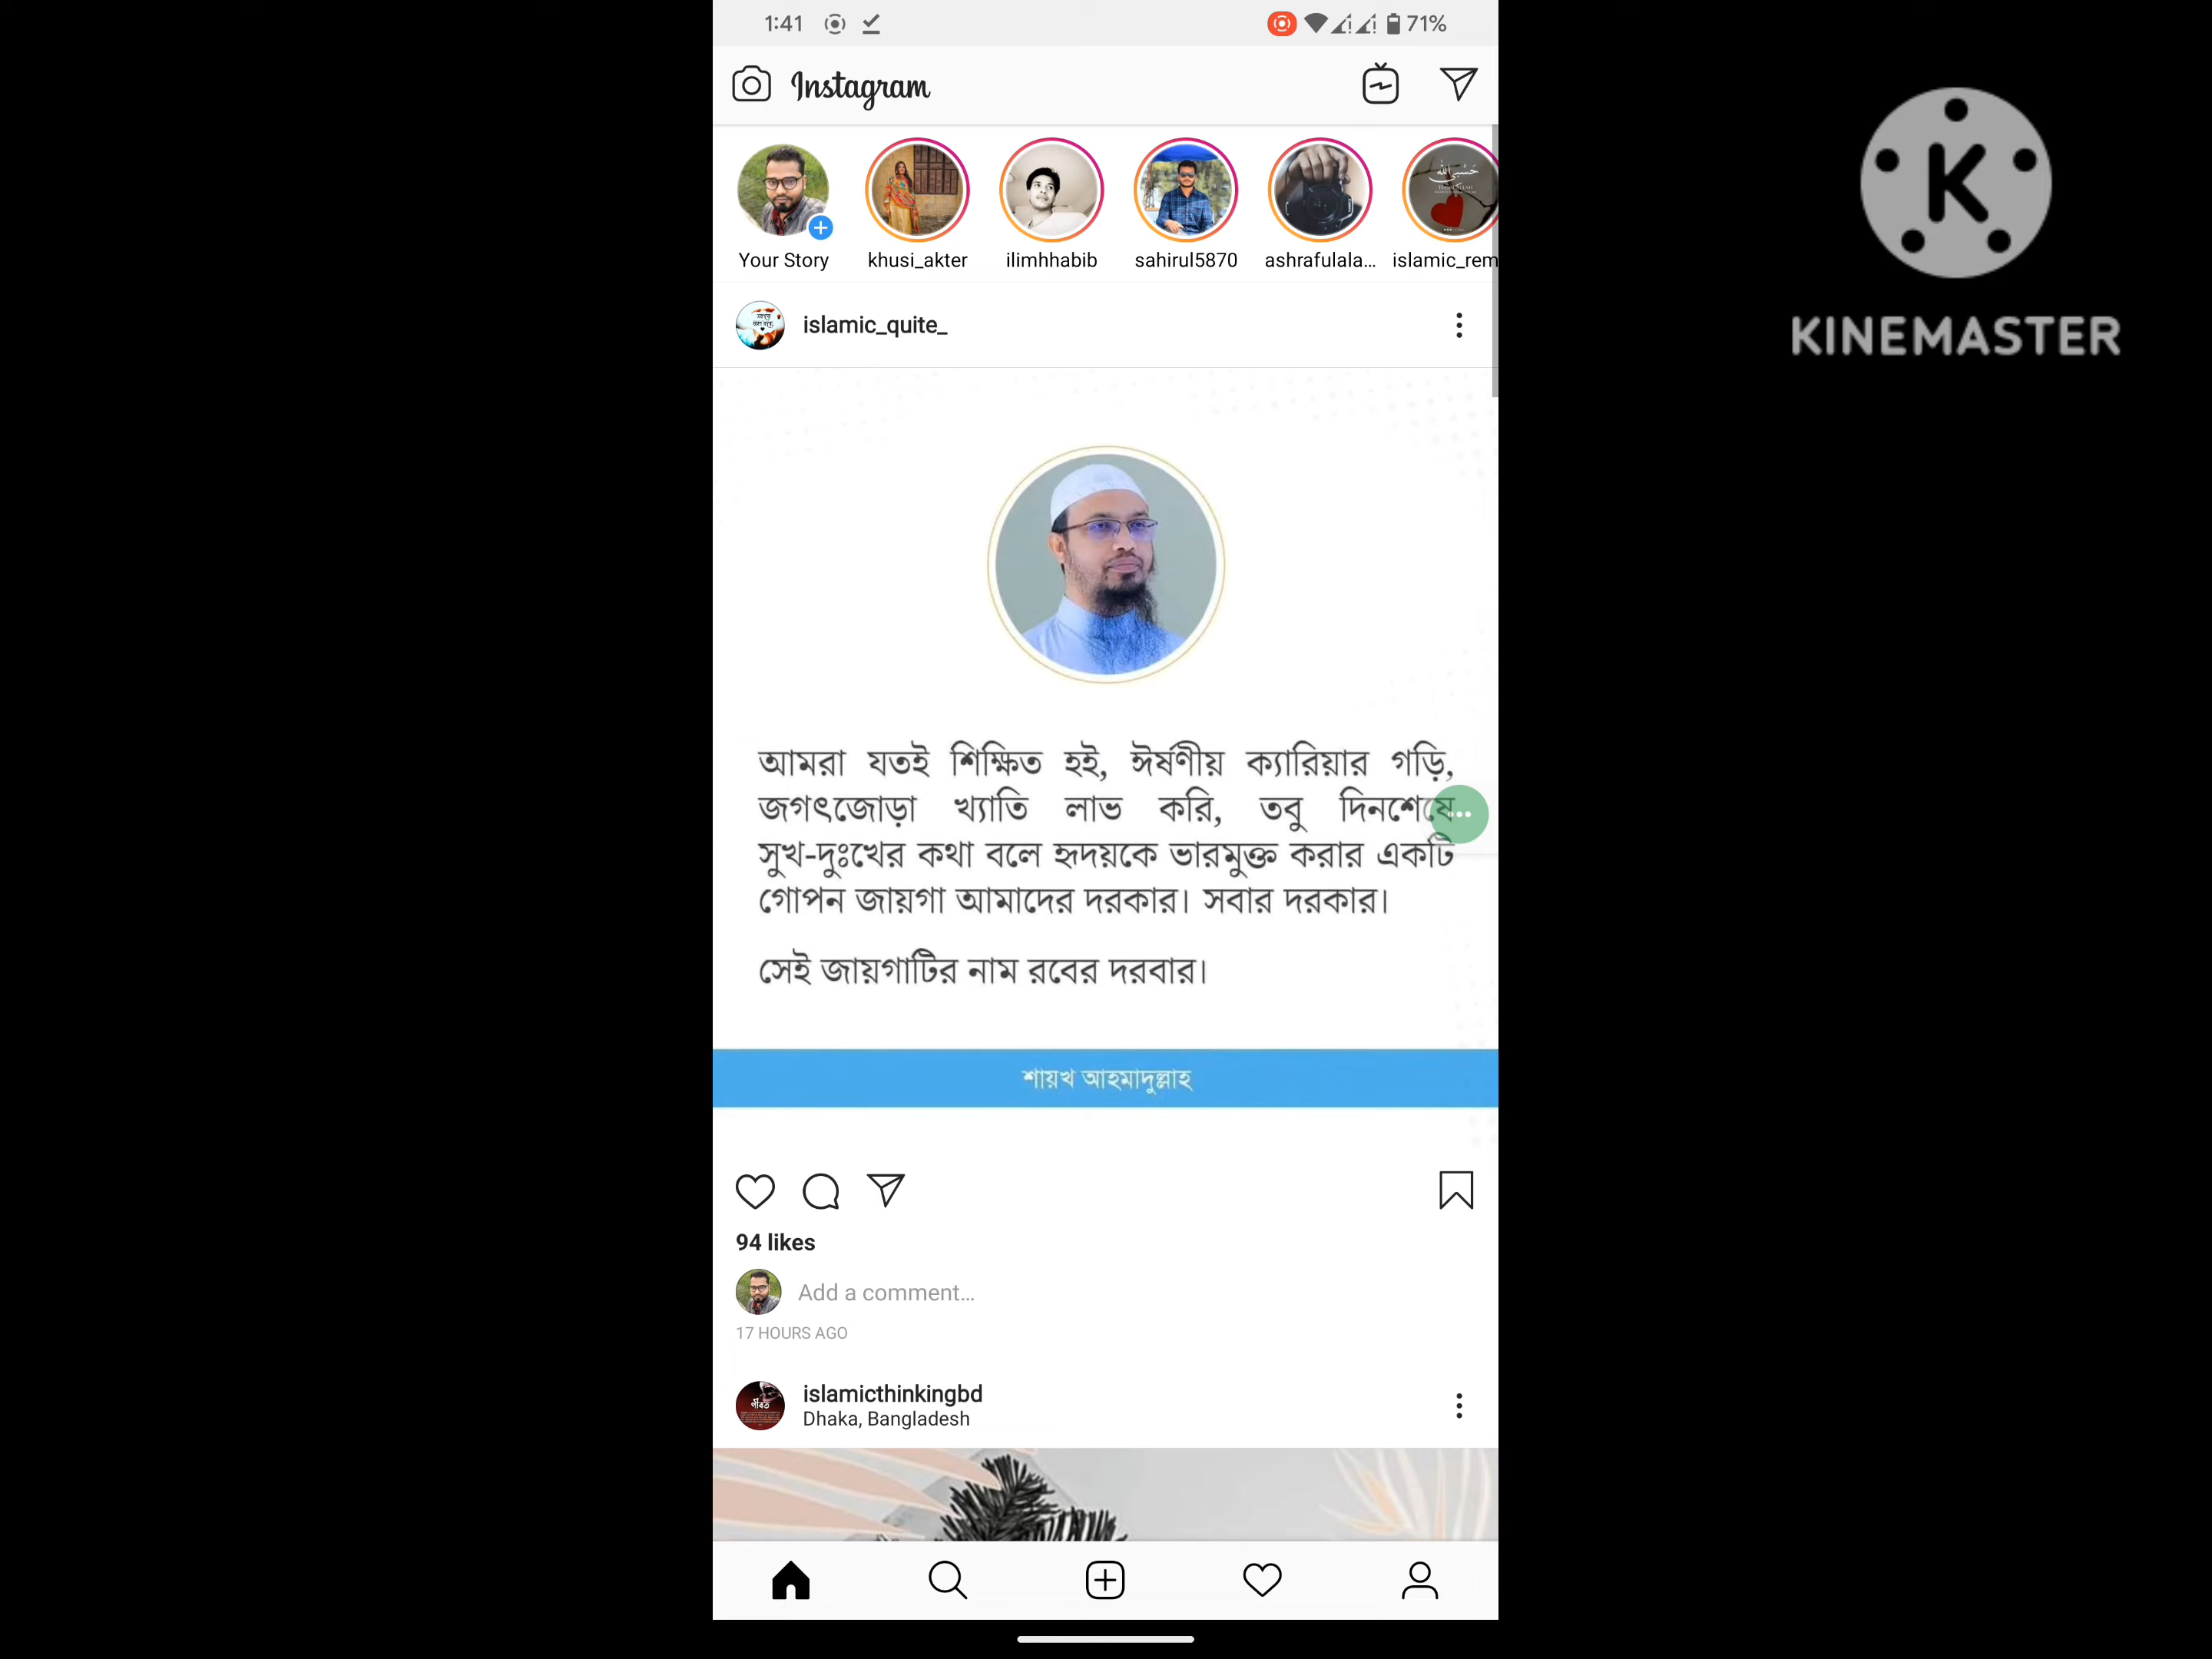 1:41
71%
Instagram
KINEMASTER
Your Story
khusi_akter
ilimhhabib
sahirul5870
ashrafulala...
islamic_rem
islamic_quite_
আমরা যতই শিক্ষিত হই, ঈর্ষণীয় ক্যারিয়ার গড়ি,
জগৎজোড়া খ্যাতি লাভ করি, তবু দিনশেষে
সুখ-দুঃখের কথা বলে হৃদয়কে ভারমুক্ত করার একটি
গোপন জায়গা আমাদের দরকার। সবার দরকার।
সেই জায়গাটির নাম রবের দরবার।
শায়খ আহমাদুল্লাহ
94 likes
Add a comment...
17 HOURS AGO
islamicthinkingbd
Dhaka, Bangladesh